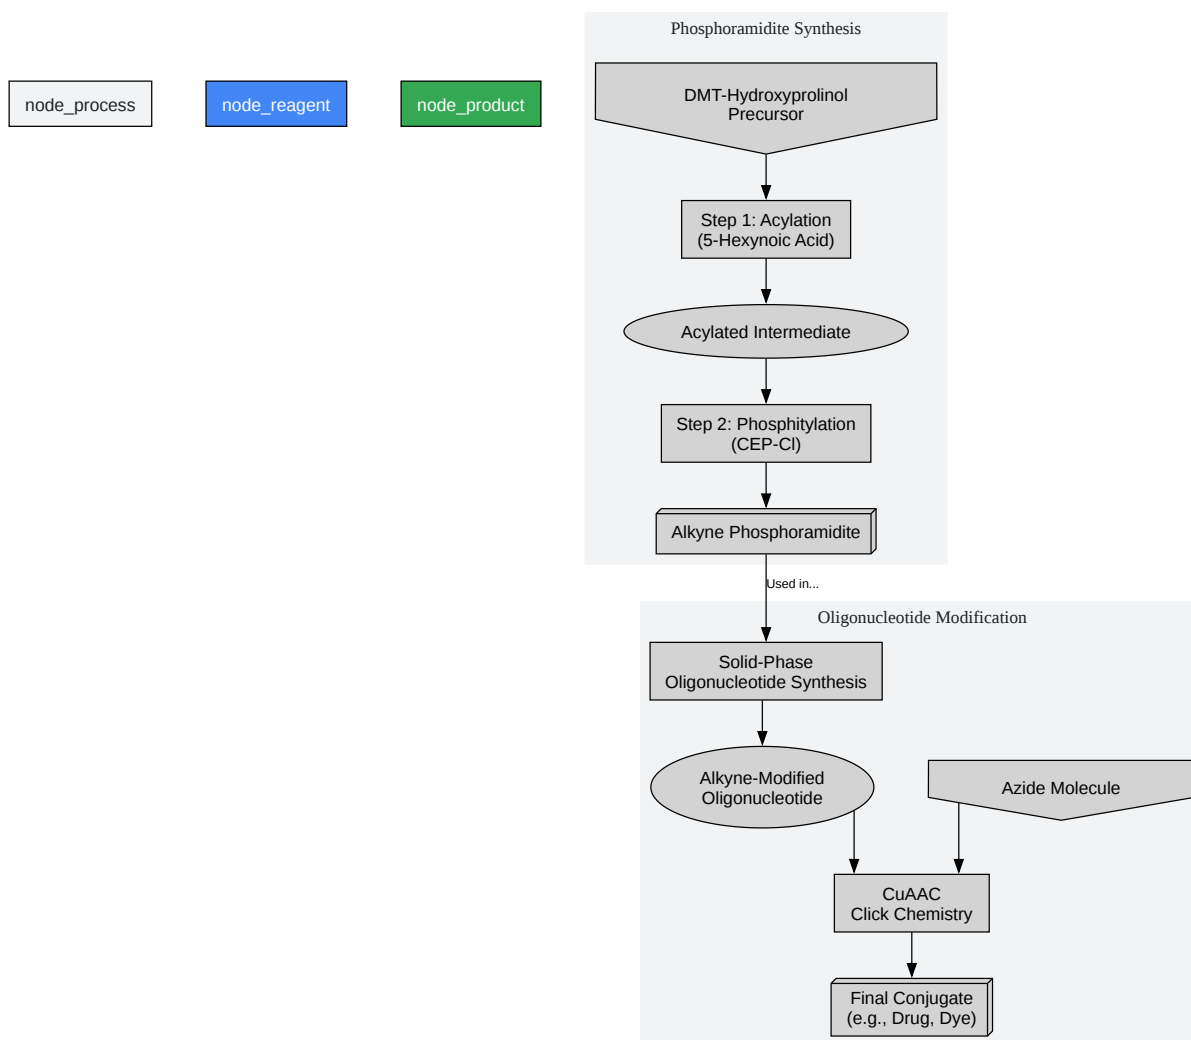 Phosphoramidite Synthesis
node_process
node_reagent
node_product
DMT-Hydroxyprolinol
Precursor
Step 1: Acylation
(5-Hexynoic Acid)
Acylated Intermediate
Step 2: Phosphitylation
(CEP-Cl)
Alkyne Phosphoramidite
Used in...
Oligonucleotide Modification
Solid-Phase
Oligonucleotide Synthesis
Alkyne-Modified
Oligonucleotide
Azide Molecule
CuAAC
Click Chemistry
Final Conjugate
(e.g., Drug, Dye)